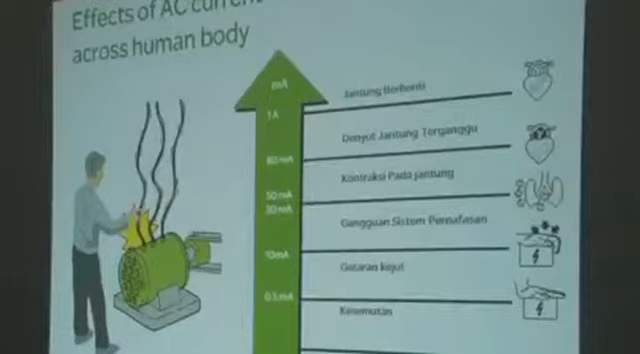 Effects of AC current
across human body
mA
1A
Jantung Berhenti
Denyut Jantung Terganggu
80 mA
Kontraksi Pada jantung
50 mA
30 mA
Gangguan Sistem Pernafasan
10mA
Getaran kejut
0.5 mA
Kesemutan